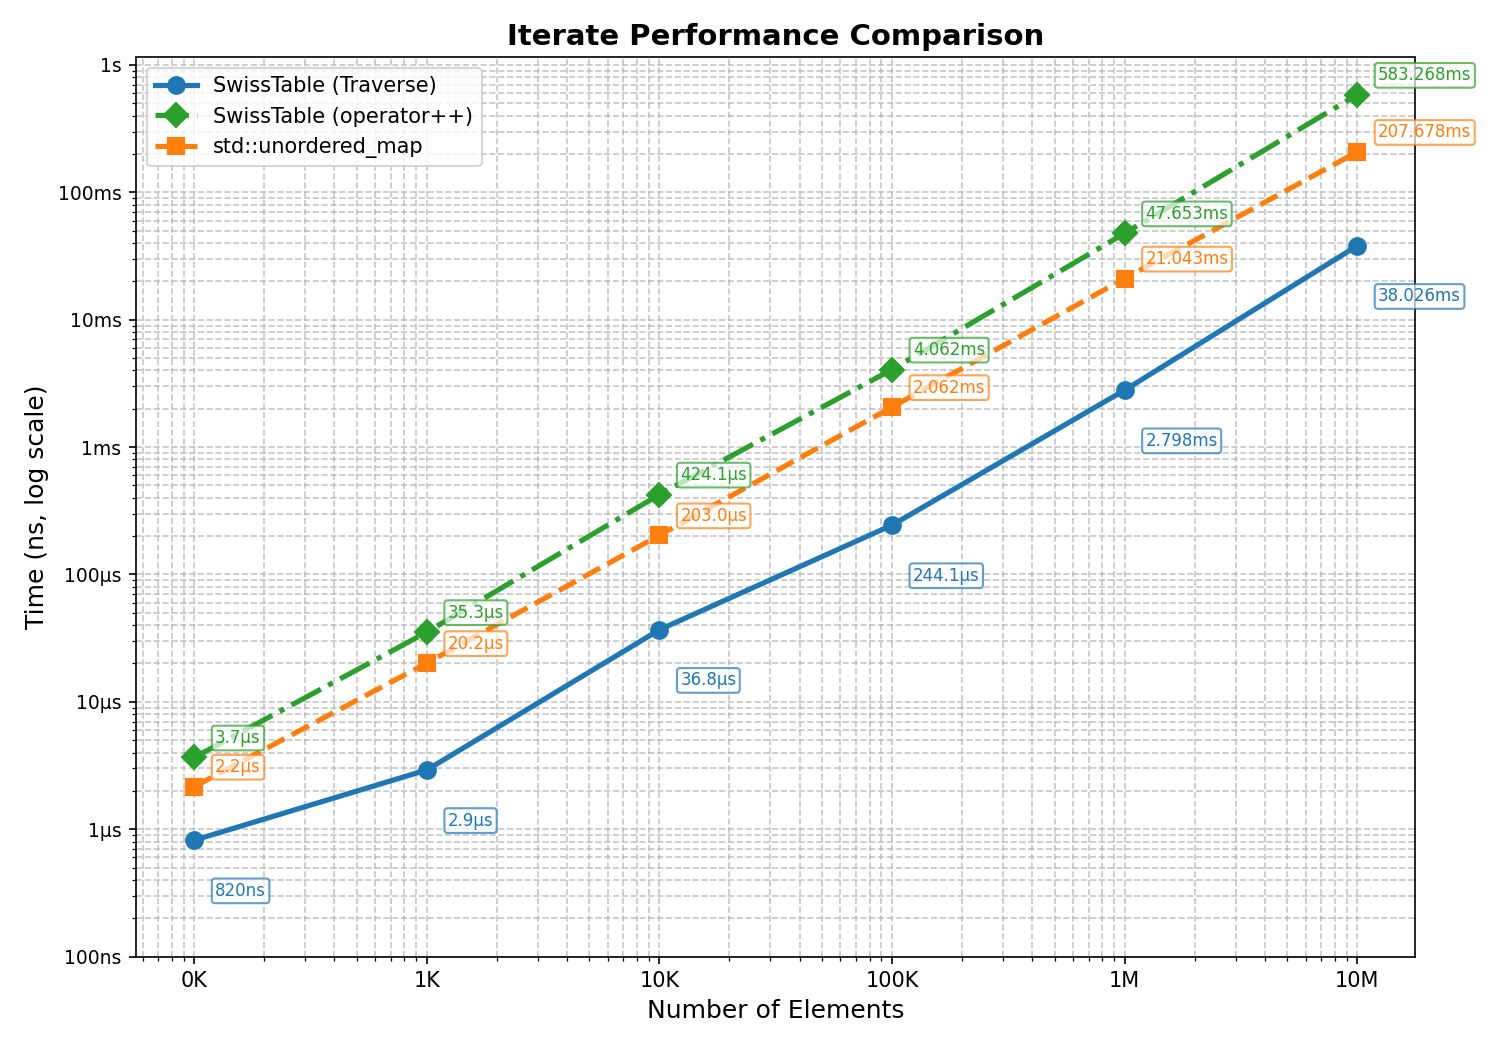 Iterate Performance Comparison
SwissTable (Traverse)
SwissTable (operator++)
std::unordered_map
Time (ns, log scale)
1s
100ms
10ms
1ms
100µs
10µs
1µs
100ns
583.268ms
207.678ms
47.653ms
21.043ms
38.026ms
4.062ms
2.062ms
2.798ms
424.1µs
203.0µs
244.1µs
35.3µs
20.2µs
36.8µs
3.7µs
2.2µs
2.9µs
820ns
0K 1K 10K 100K 1M 10M
Number of Elements